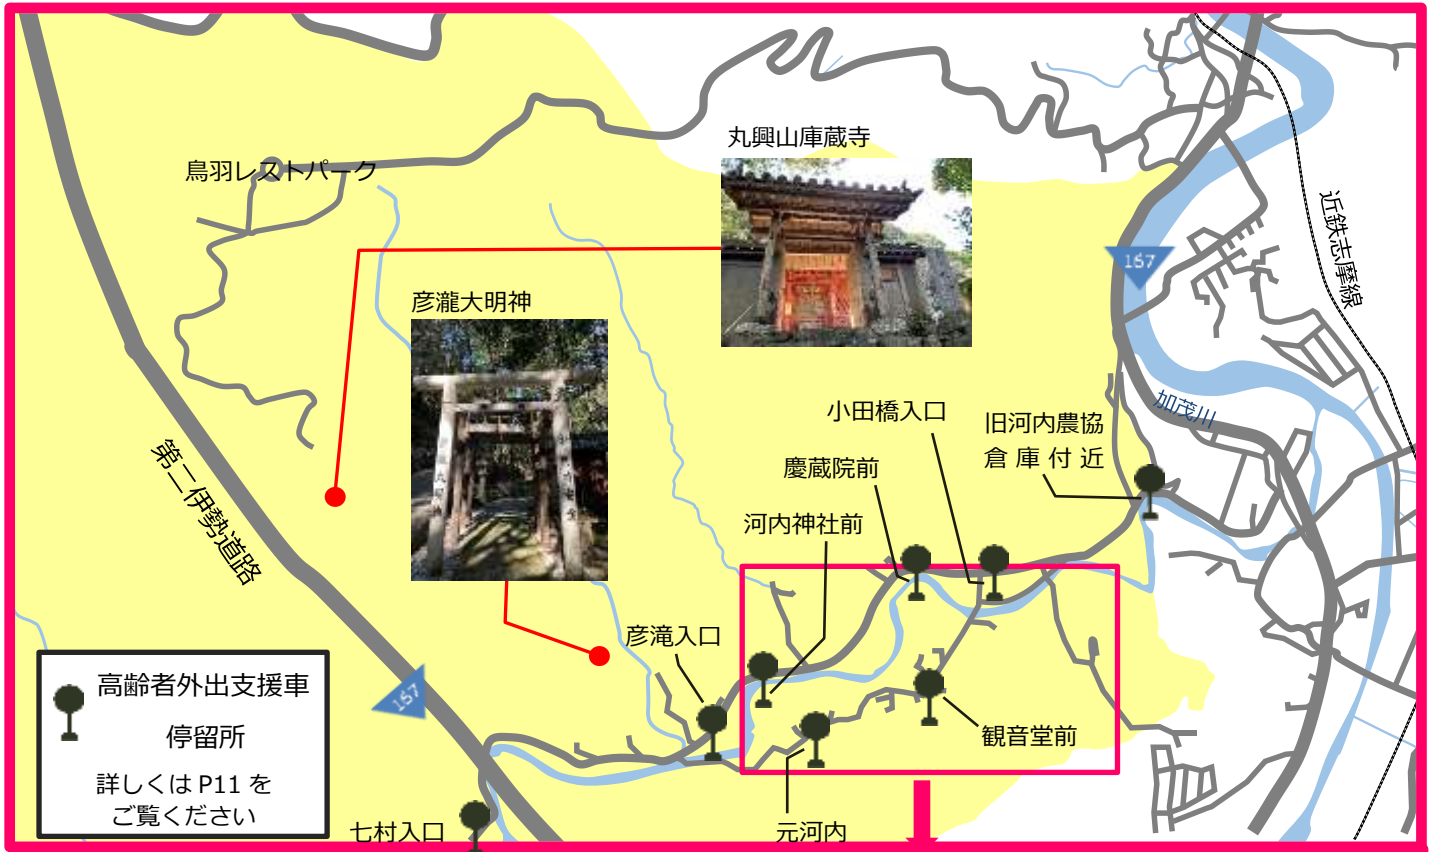 丸興山庫蔵寺
鳥羽レストパーク
近鉄志摩線
167
彦瀧大明神
加茂川
小田橋入口
旧河内農協
倉庫付近
慶蔵院前
第二伊勢道路
河内神社前
彦滝入口
167
観音堂前
高齢者外出支援車
停留所
詳しくは P11 を
ご覧ください
七村入口
元河内